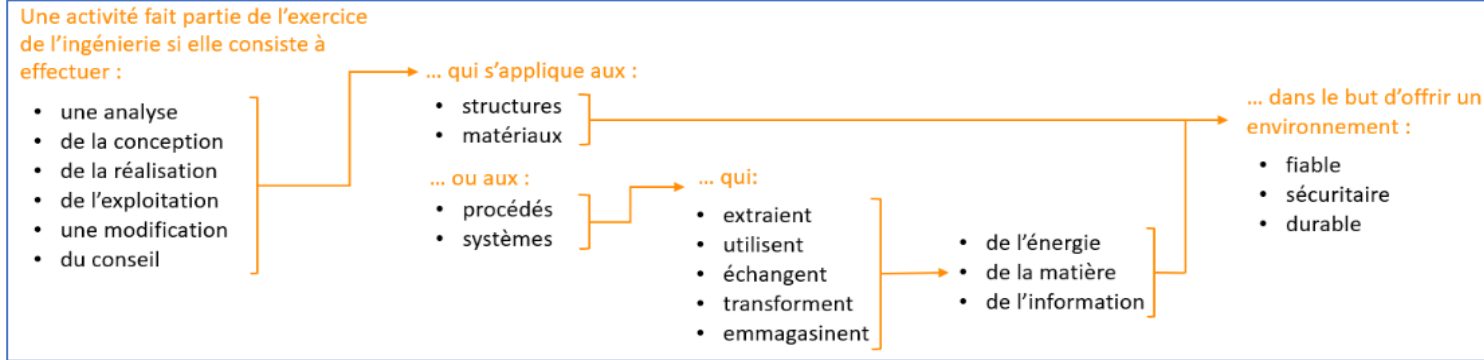 Une activité fait partie de l'exercice
de l'ingénierie si elle consiste à
effectuer :
• une analyse
• de la conception
• de la réalisation
• de l'exploitation
• une modification
• du conseil
... qui s'applique aux :
• structures
• matériaux
... ou aux :
• procédés
• systèmes
... qui:
• extraient
• utilisent
• échangent
• transforment
• emmagasinent
• de l'énergie
• de la matière
• de l'information
... dans le but d'offrir un
environnement :
• fiable
• sécuritaire
• durable